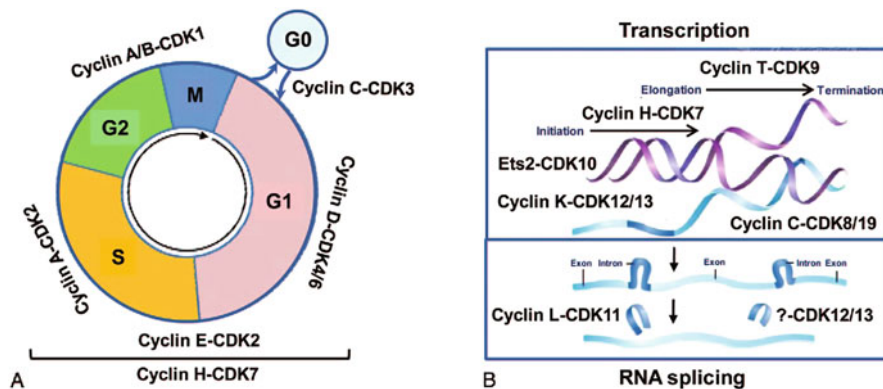 Cyclin A/B-CDK1
G0
Cyclin C-CDK3
M
G2
G1
S
Cyclin D-CDK4/6
Cyclin A-CDK2
Cyclin E-CDK2
Cyclin H-CDK7
A
Transcription
Cyclin T-CDK9
Elongation
Termination
Cyclin H-CDK7
Initiation
Ets2-CDK10
Cyclin K-CDK12/13
Cyclin C-CDK8/19
Exon Intron Exon Intron Exon
Cyclin L-CDK11
?-CDK12/13
B
RNA splicing